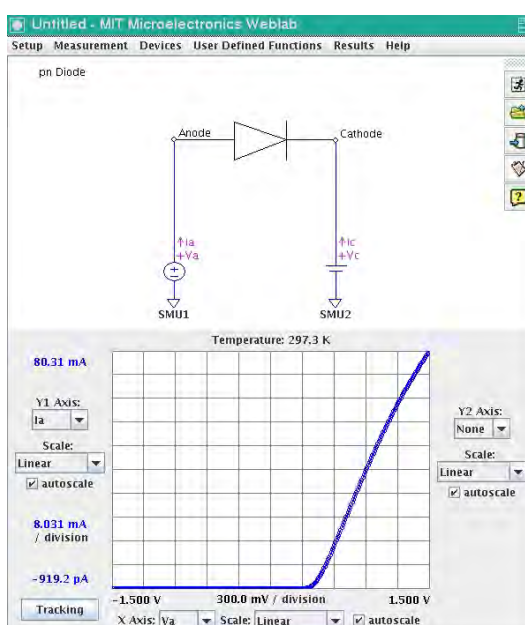 Untitled - MIT Microelectronics Weblab
Setup Measurement Devices User Defined Functions Results Help
pn Diode
Anode
Cathode
↑Ia
+Va
↑Ic
+Vc
SMU1
SMU2
Temperature: 297.3 K
80.31 mA
Y1 Axis:
Ia
Scale:
Linear
autoscale
8.031 mA
/ division
-919.2 pA
Tracking
Y2 Axis:
None
Scale:
Linear
autoscale
-1.500 V 300.0 mV / division 1.500 V
X Axis: Va Scale: Linear autoscale